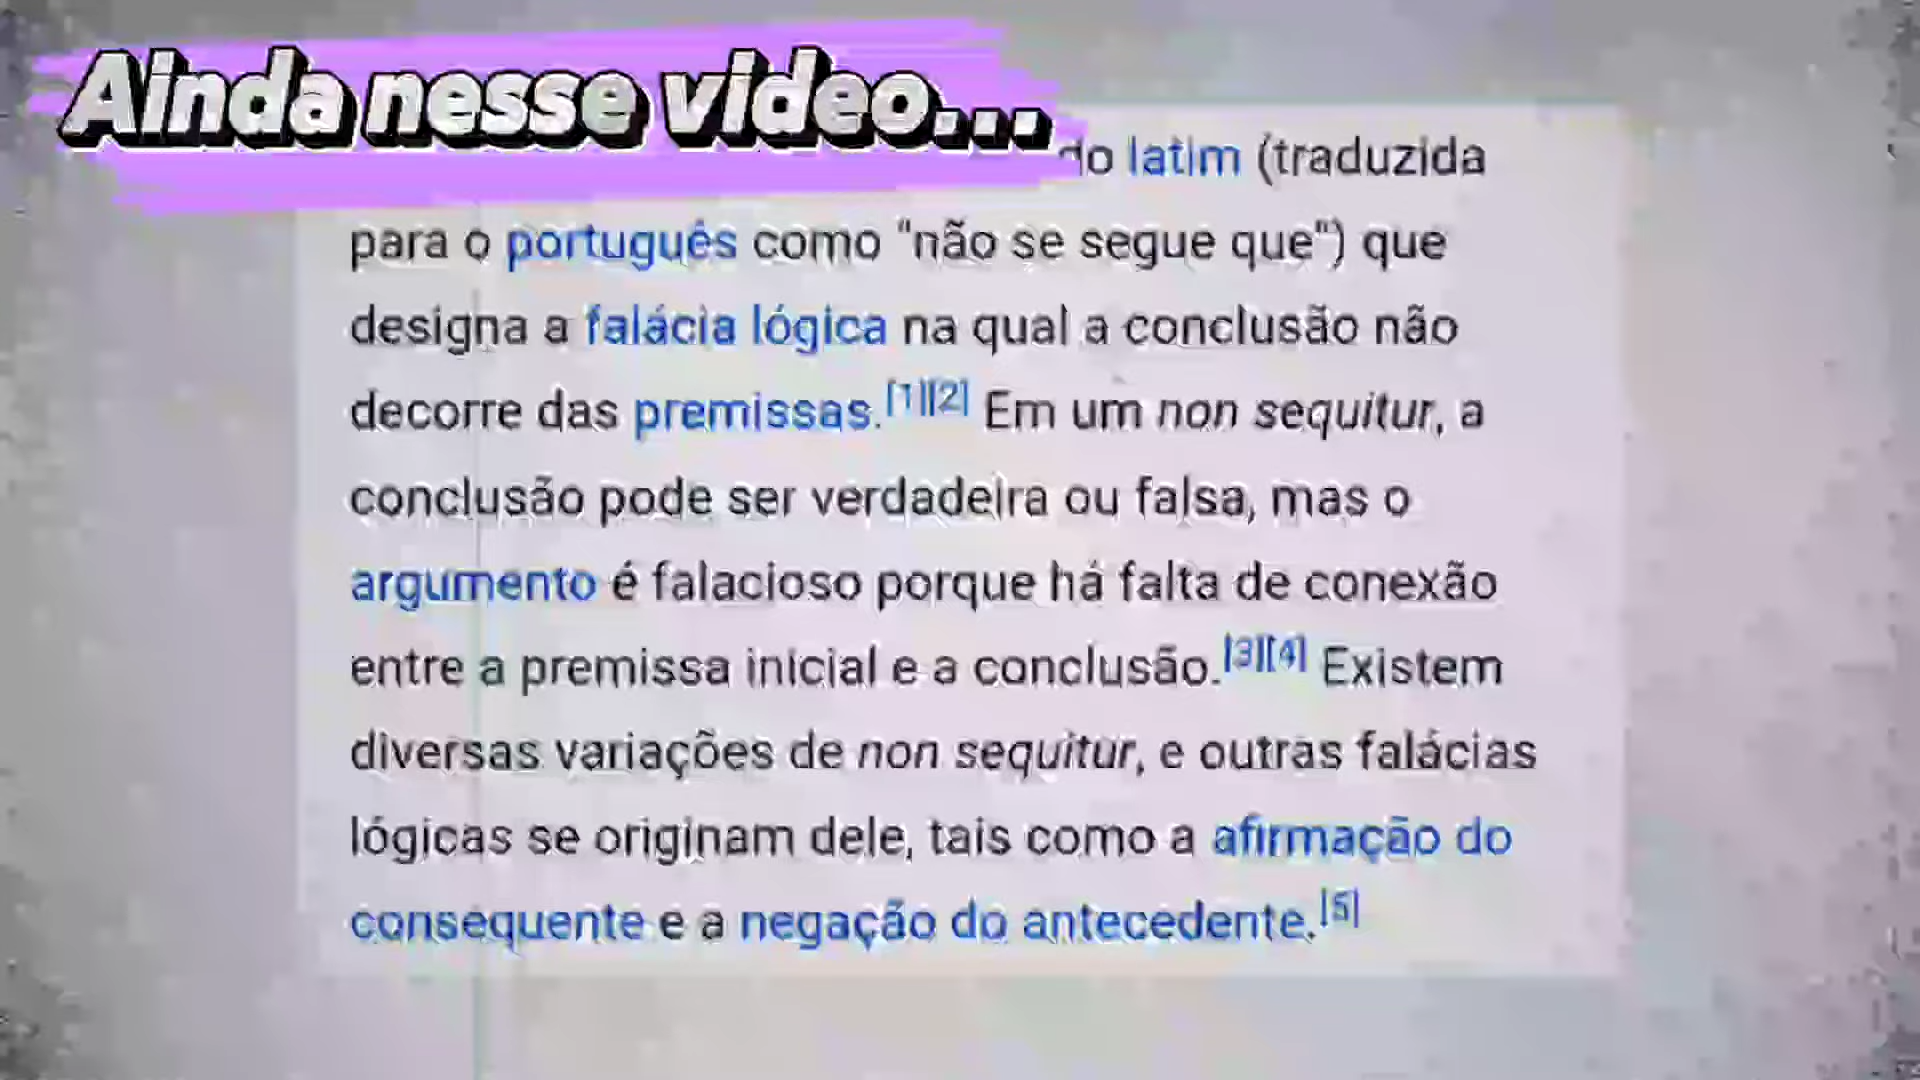 Ainda nesse video...
do latim (traduzida
para o português como "não se segue que") que
designa a falácia lógica na qual a conclusão não
decorre das premissas.[1][2] Em um non sequitur, a
conclusão pode ser verdadeira ou falsa, mas o
argumento é falacioso porque há falta de conexão
entre a premissa inicial e a conclusão.[3][4] Existem
diversas variações de non sequitur, e outras falácias
lógicas se originam dele, tais como a afirmação do
consequente e a negação do antecedente.[5]